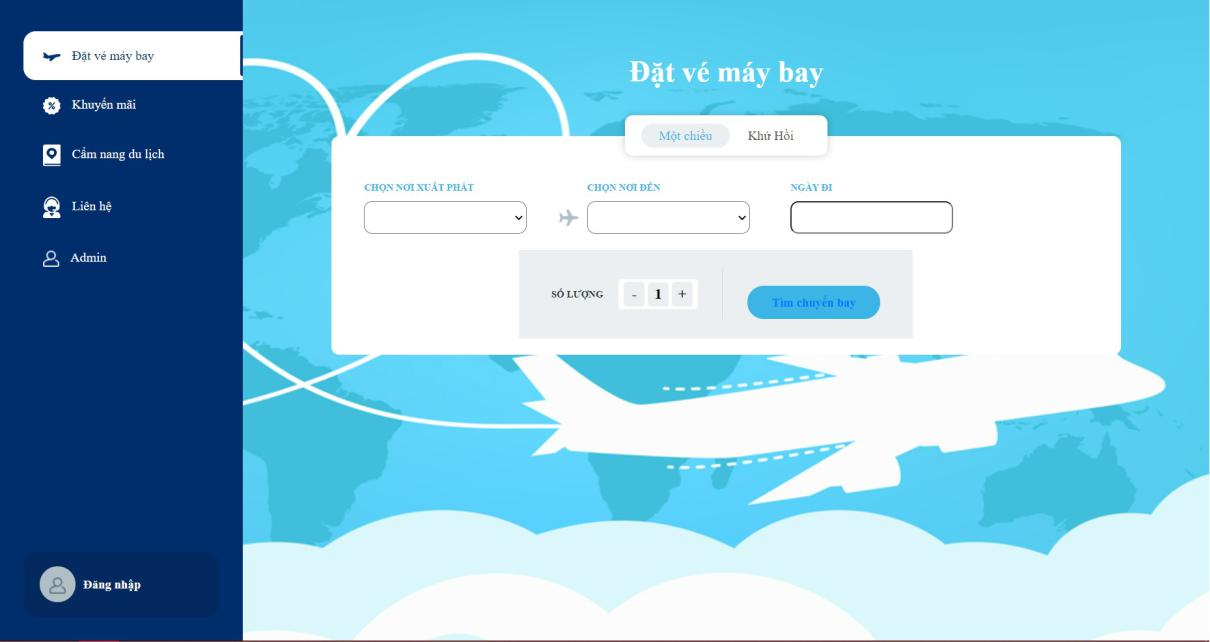 Đặt vé máy bay
Khuyến mãi
Cẩm nang du lịch
Liên hệ
Admin
Đăng nhập
Đặt vé máy bay
Một chiều
Khứ Hồi
CHỌN NƠI XUẤT PHÁT
CHỌN NƠI ĐẾN
NGÀY ĐI
SỐ LƯỢNG
- 1 +
Tìm chuyến bay